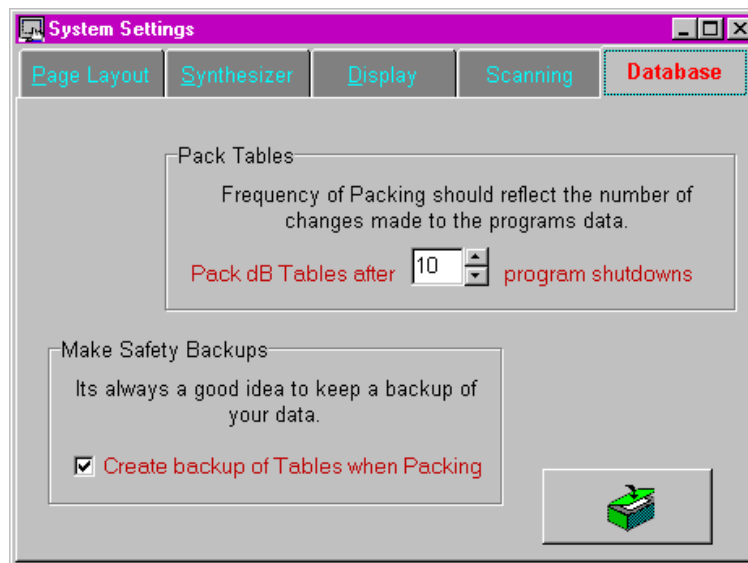 System Settings
Page Layout Synthesizer Display Scanning Database
Pack Tables
Frequency of Packing should reflect the number of
changes made to the programs data.
Pack dB Tables after 10 program shutdowns
Make Safety Backups
Its always a good idea to keep a backup of
your data.
Create backup of Tables when Packing